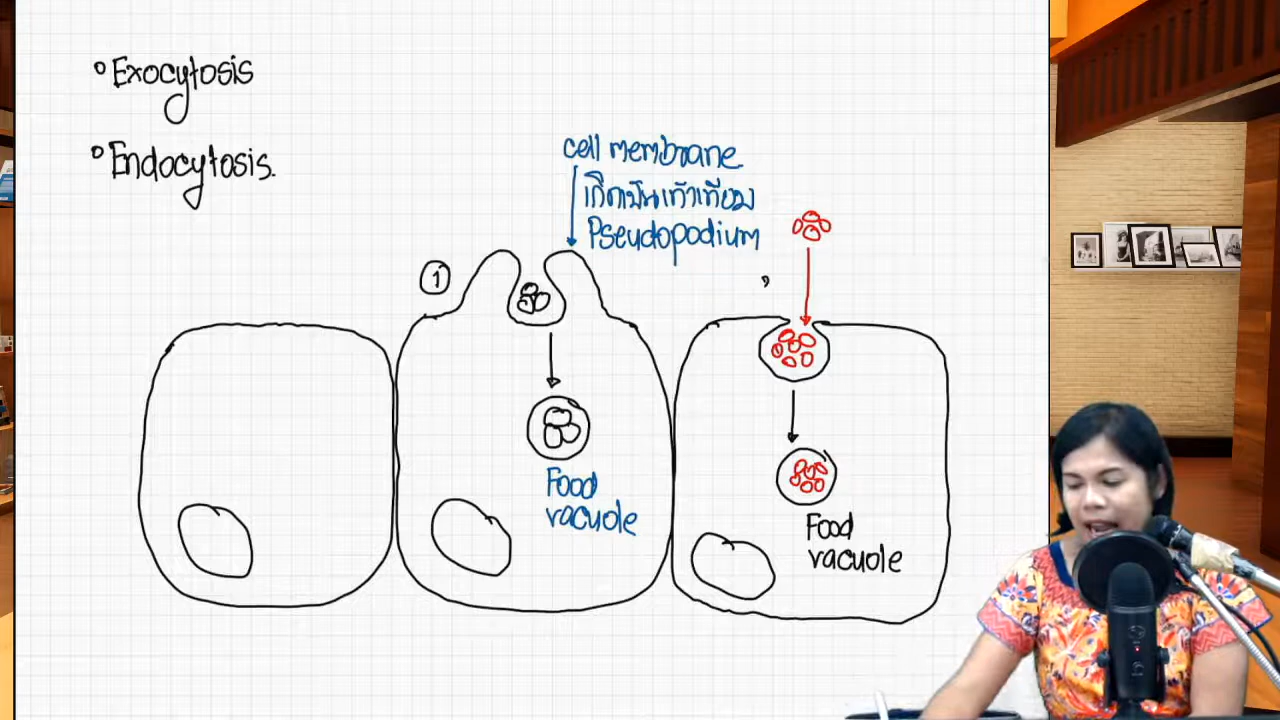 ° Exocytosis
° Endocytosis.
cell membrane
เกิดเป็นเท้าเทียม
Pseudopodium
1
Food
vacuole
Food
vacuole